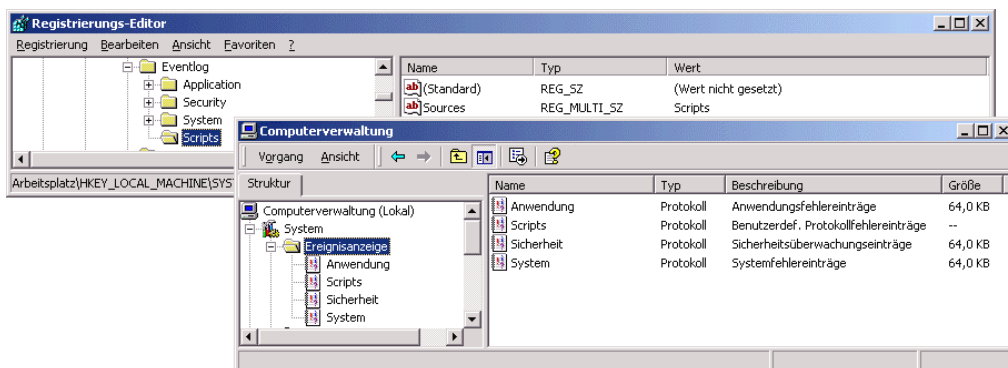 Registrierungs-Editor
Registrierung Bearbeiten Ansicht Favoriten ?
Eventlog
Application
Security
System
Scripts
Name Typ Wert
(Standard) REG_SZ (Wert nicht gesetzt)
Sources REG_MULTI_SZ Scripts
Arbeitsplatz\HKEY_LOCAL_MACHINE\SYS
Computerverwaltung
Vorgang Ansicht
Struktur
Computerverwaltung (Lokal)
System
Ereignisanzeige
Anwendung
Scripts
Sicherheit
System
Name Typ Beschreibung Größe
Anwendung Protokoll Anwendungsfehlereinträge 64,0 KB
Scripts Protokoll Benutzerdef. Protokollfehlereinträge --
Sicherheit Protokoll Sicherheitsüberwachungseinträge 64,0 KB
System Protokoll Systemfehlereinträge 64,0 KB